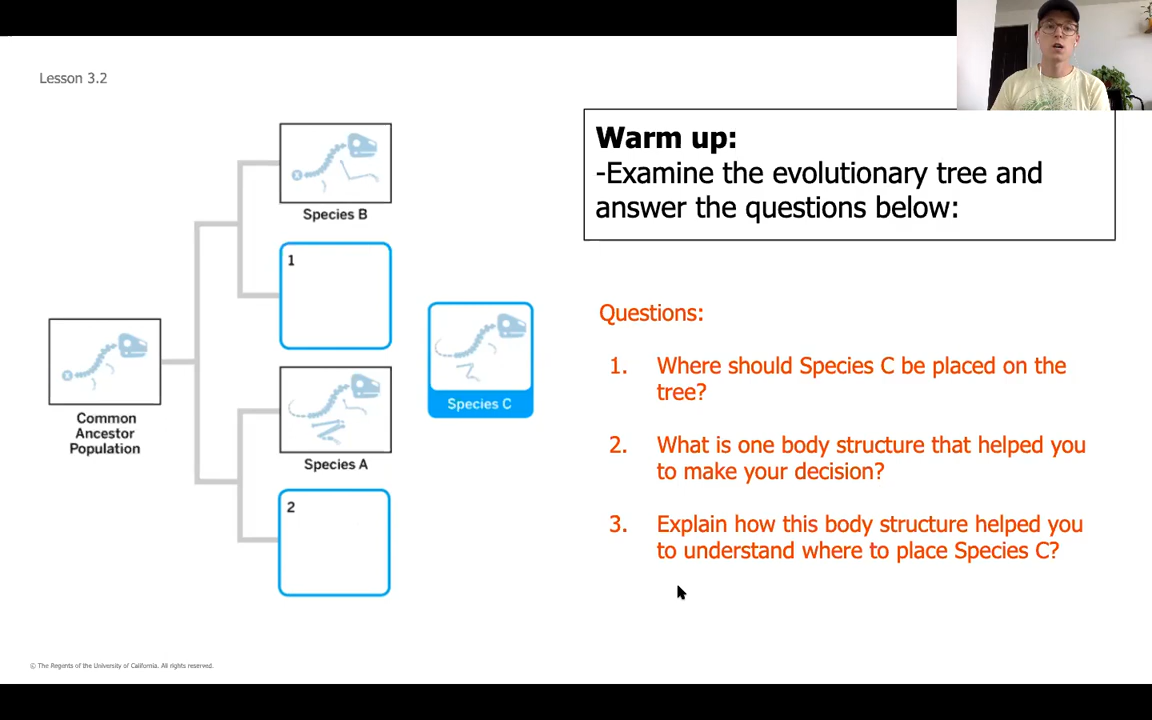 Lesson 3.2
Species B
1
Common
Ancestor
Population
Species A
2
Species C
Warm up:
-Examine the evolutionary tree and
answer the questions below:
Questions:
1. Where should Species C be placed on the
tree?
2. What is one body structure that helped you
to make your decision?
3. Explain how this body structure helped you
to understand where to place Species C?
© The Regents of the University of California. All rights reserved.